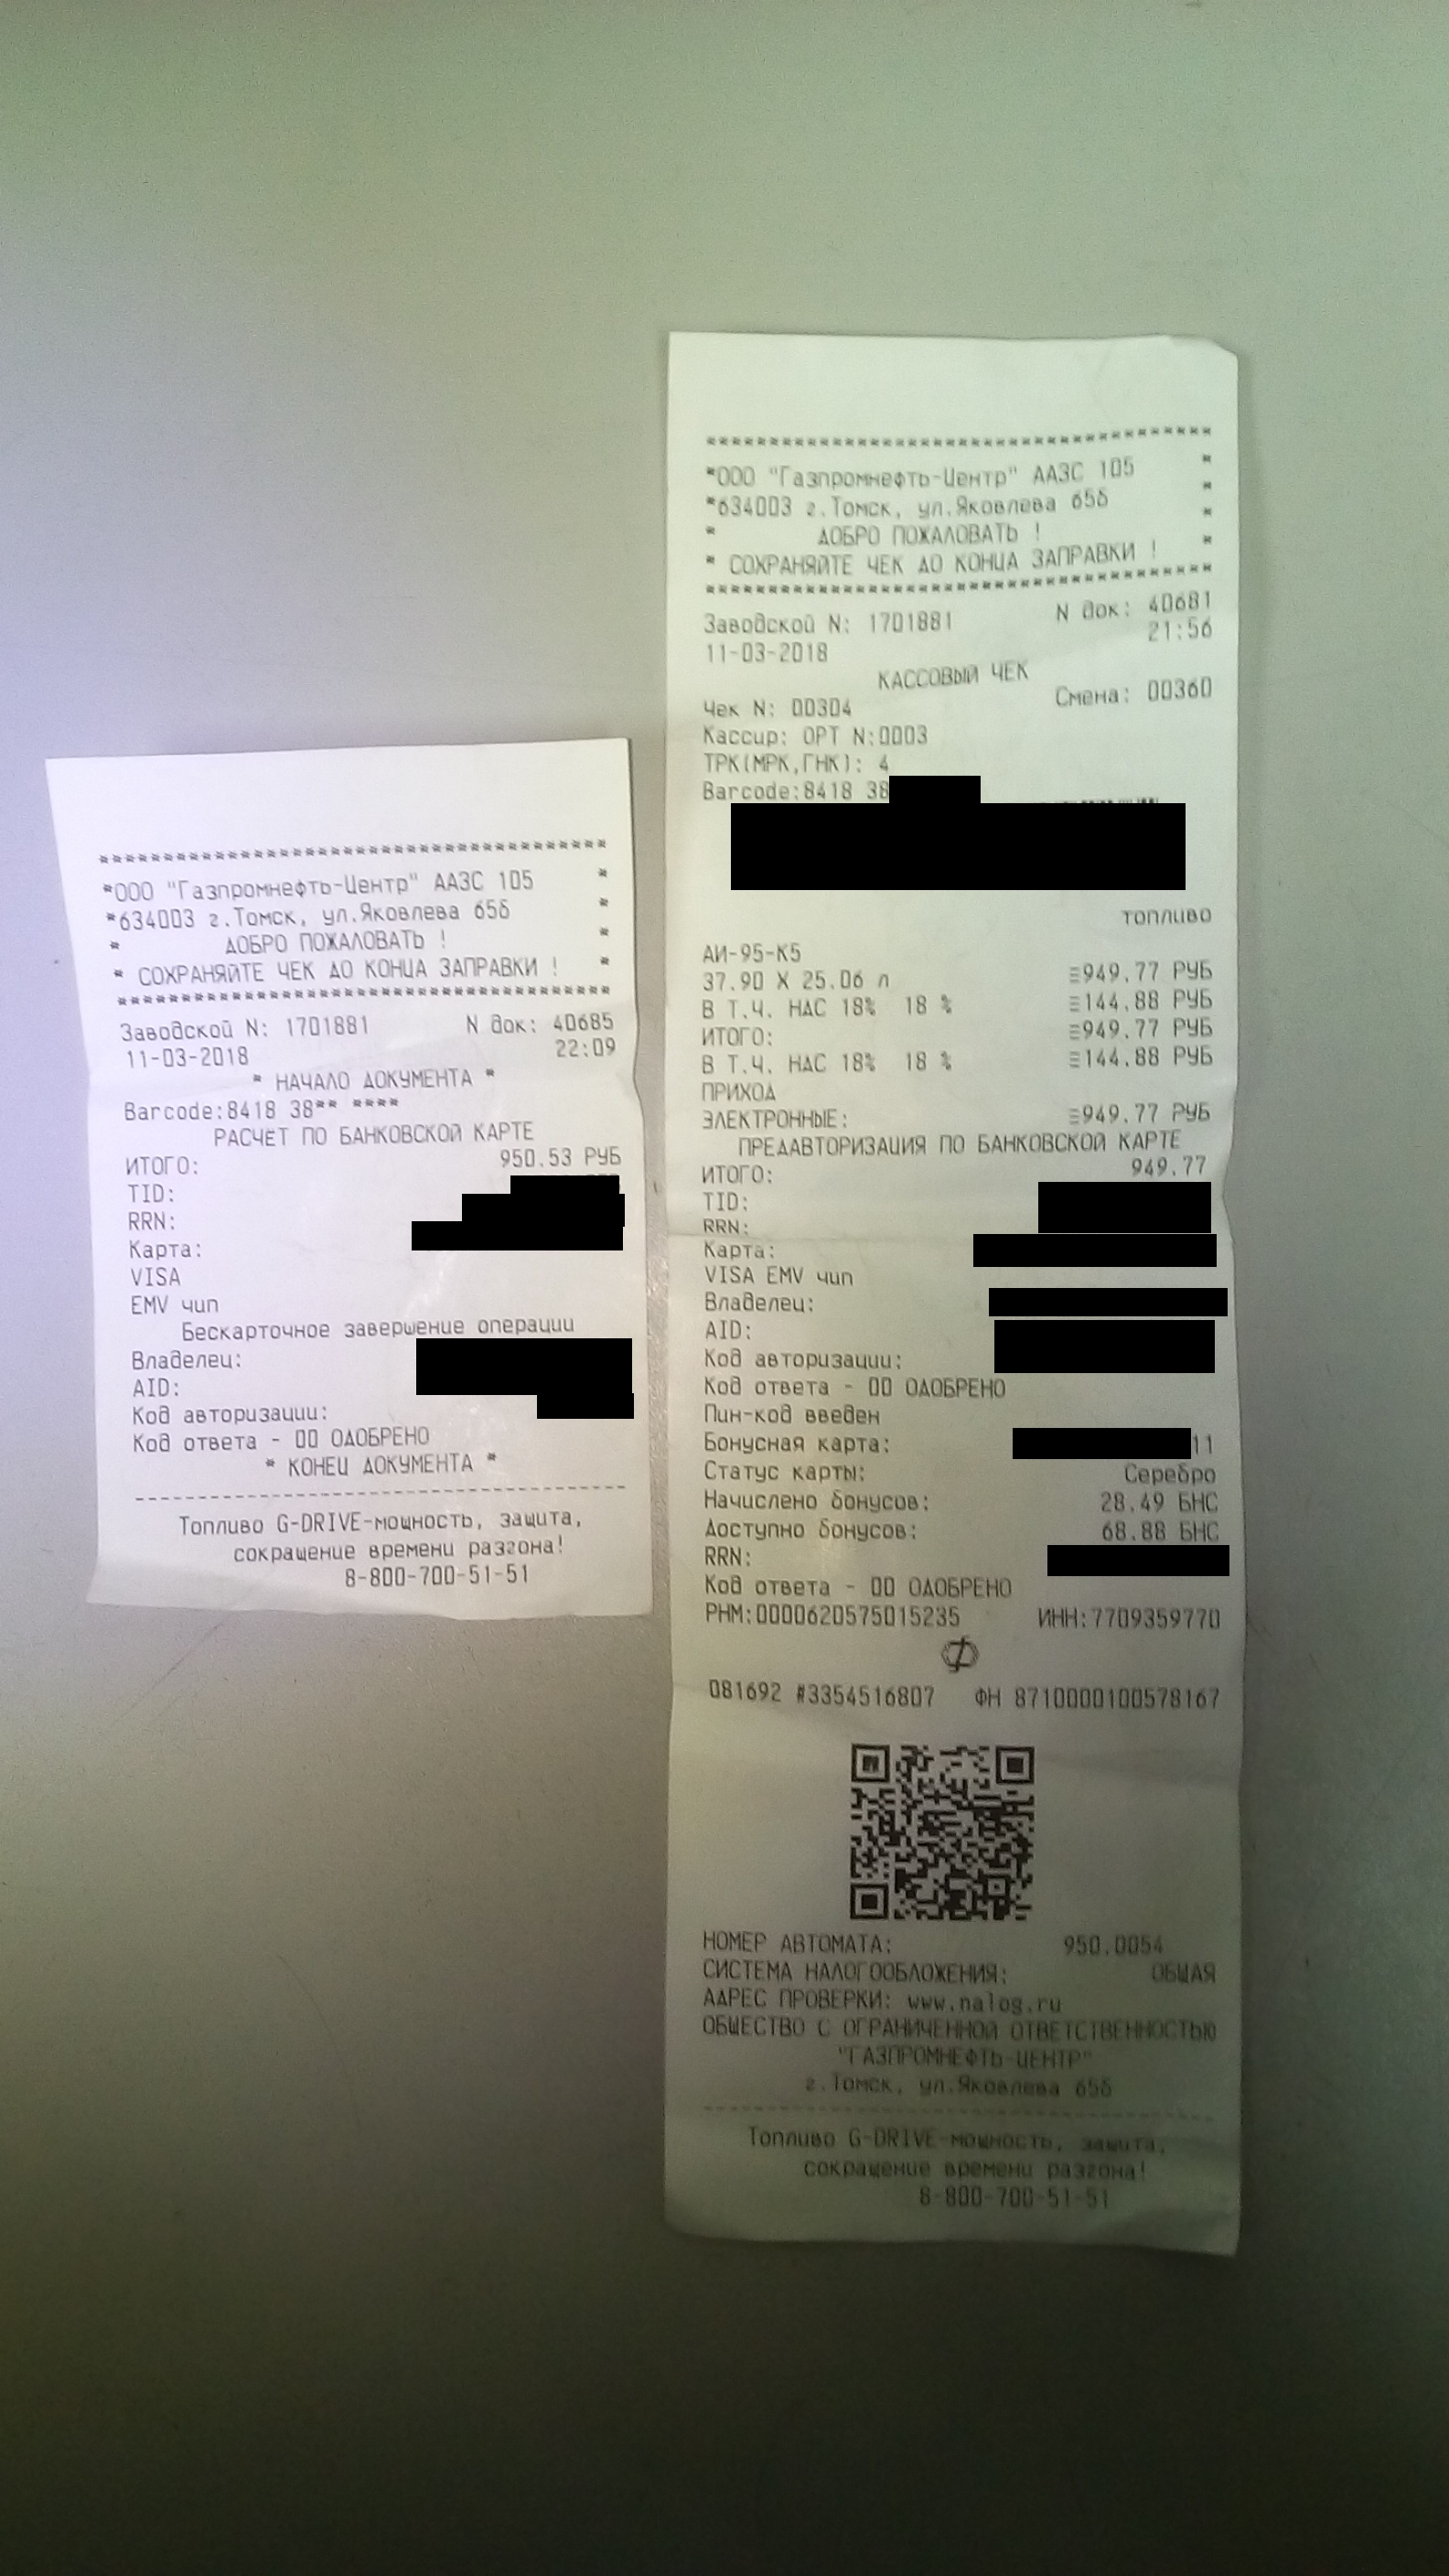 ************************************
*ООО "Газпромнефть-Центр" ААЗС 105 *
*634003 г.Томск, ул.Яковлева 65б *
* ДОБРО ПОЖАЛОВАТЬ ! *
* СОХРАНЯЙТЕ ЧЕК ДО КОНЦА ЗАПРАВКИ ! *
************************************
Заводской N: 1701881 N док: 40685
11-03-2018 22:09
* НАЧАЛО ДОКУМЕНТА *
Barcode:8418 38** ****
РАСЧЕТ ПО БАНКОВСКОЙ КАРТЕ
ИТОГО: 950.53 РУБ
TID:
RRN:
Карта:
VISA
EMV чип
Бескарточное завершение операции
Владелец:
AID:
Код авторизации:
Код ответа - 00 ОДОБРЕНО
* КОНЕЦ ДОКУМЕНТА *
---------------------------------------
Топливо G-DRIVE-мощность, защита,
сокращение времени разгона!
8-800-700-51-51
************************************
*ООО "Газпромнефть-Центр" ААЗС 105 *
*634003 г.Томск, ул.Яковлева 65б *
* ДОБРО ПОЖАЛОВАТЬ ! *
* СОХРАНЯЙТЕ ЧЕК ДО КОНЦА ЗАПРАВКИ ! *
************************************
Заводской N: 1701881 N док: 40681
11-03-2018 21:56
КАССОВЫЙ ЧЕК
Чек N: 00304 Смена: 00360
Кассир: ОРТ N:0003
ТРК(МРК,ГНК): 4
Barcode:8418 38
топливо
АИ-95-К5
37.90 X 25.06 л ≡949.77 РУБ
В Т.Ч. НДС 18% 18 % ≡144.88 РУБ
ИТОГО: ≡949.77 РУБ
В Т.Ч. НДС 18% 18 % ≡144.88 РУБ
ПРИХОД
ЭЛЕКТРОННЫЕ: ≡949.77 РУБ
ПРЕДАВТОРИЗАЦИЯ ПО БАНКОВСКОЙ КАРТЕ
ИТОГО: 949.77
TID:
RRN:
Карта:
VISA EMV чип
Владелец:
AID:
Код авторизации:
Код ответа - 00 ОДОБРЕНО
Пин-код введен
Бонусная карта: 11
Статус карты: Серебро
Начислено бонусов: 28.49 БНС
Доступно бонусов: 68.88 БНС
RRN:
Код ответа - 00 ОДОБРЕНО
РНМ:0000620575015235 ИНН:7709359770
081692 #3354516807 ФН 8710000100578167
НОМЕР АВТОМАТА: 950.0054
СИСТЕМА НАЛОГООБЛОЖЕНИЯ: ОБЩАЯ
АДРЕС ПРОВЕРКИ: www.nalog.ru
ОБЩЕСТВО С ОГРАНИЧЕННОЙ ОТВЕТСТВЕННОСТЬЮ
"ГАЗПРОМНЕФТЬ-ЦЕНТР"
г.Томск, ул.Яковлева 65б
---------------------------------------
Топливо G-DRIVE-мощность, защита,
сокращение времени разгона!
8-800-700-51-51